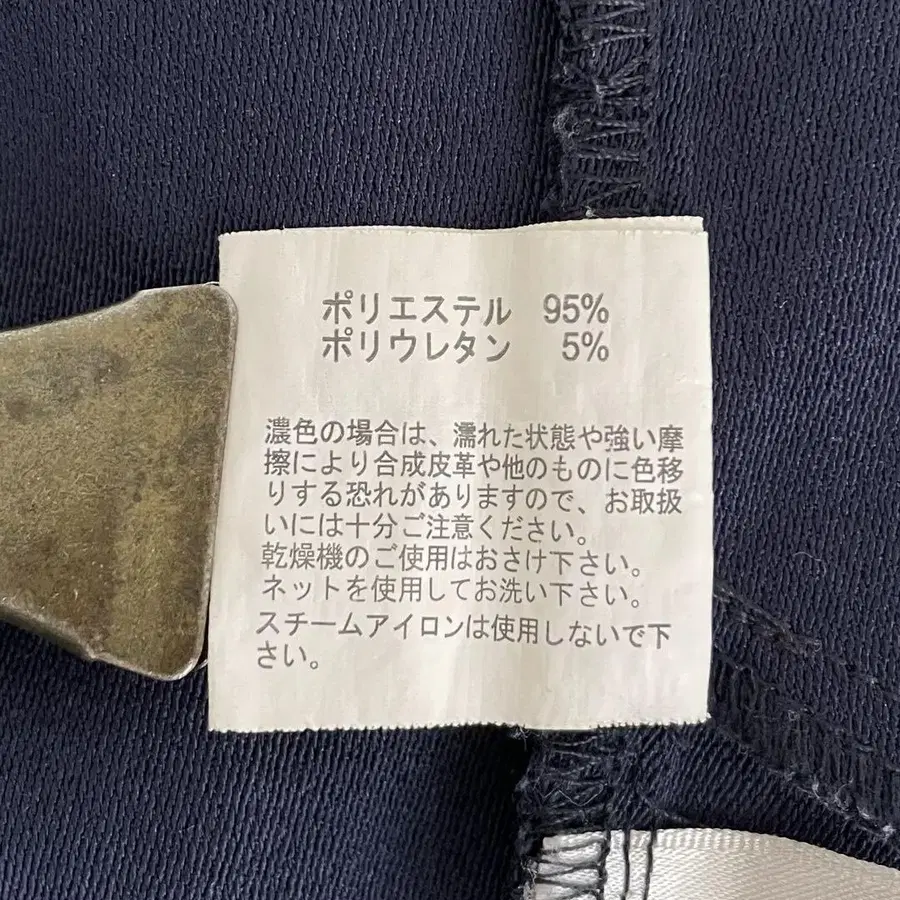 ポリエステル 95%
ポリウレタン 5%
濃色の場合は、濡れた状態や強い摩
擦により合成皮革や他のものに色移
りする恐れがありますので、お取扱
いには十分ご注意ください。
乾燥機のご使用はおさけ下さい。
ネットを使用してお洗い下さい。
スチームアイロンは使用しないで下
さい。